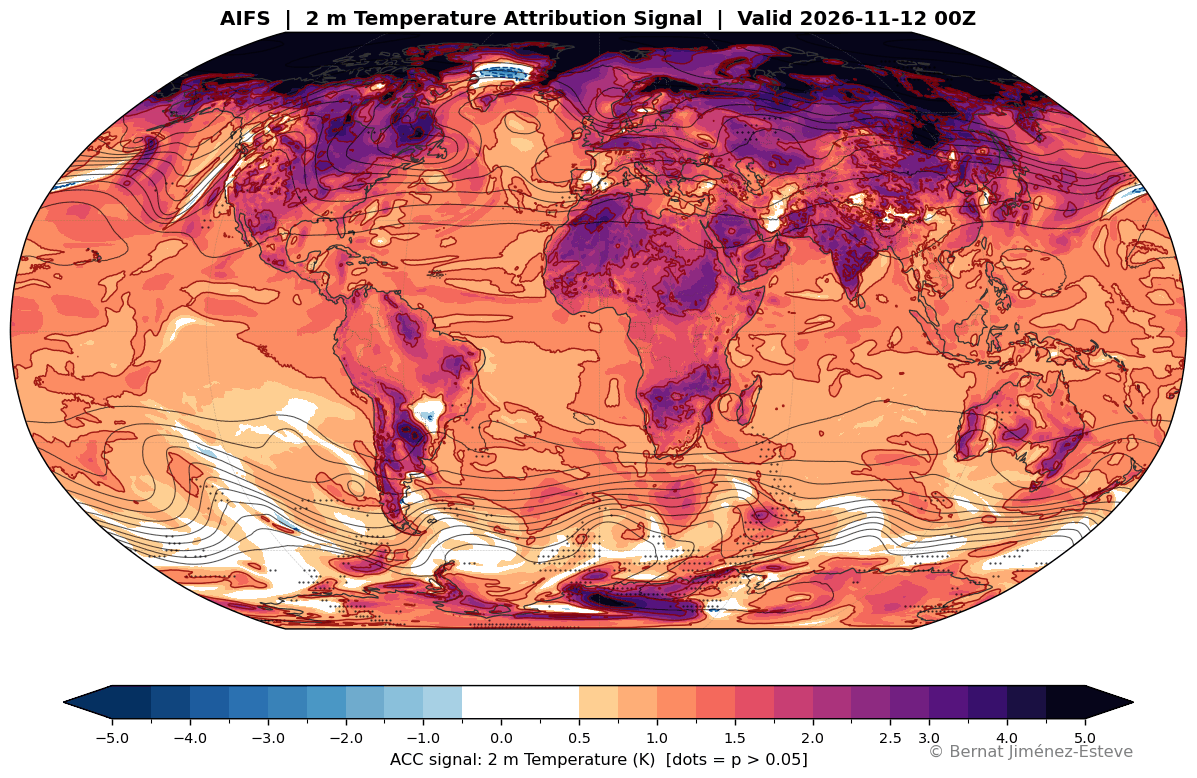 AIFS | 2 m Temperature Attribution Signal | Valid 2026-11-12 00Z
−5.0 −4.0 −3.0 −2.0 −1.0 0.0 0.5 1.0 1.5 2.0 2.5 3.0 4.0 5.0
© Bernat Jiménez-Esteve
ACC signal: 2 m Temperature (K) [dots = p > 0.05]